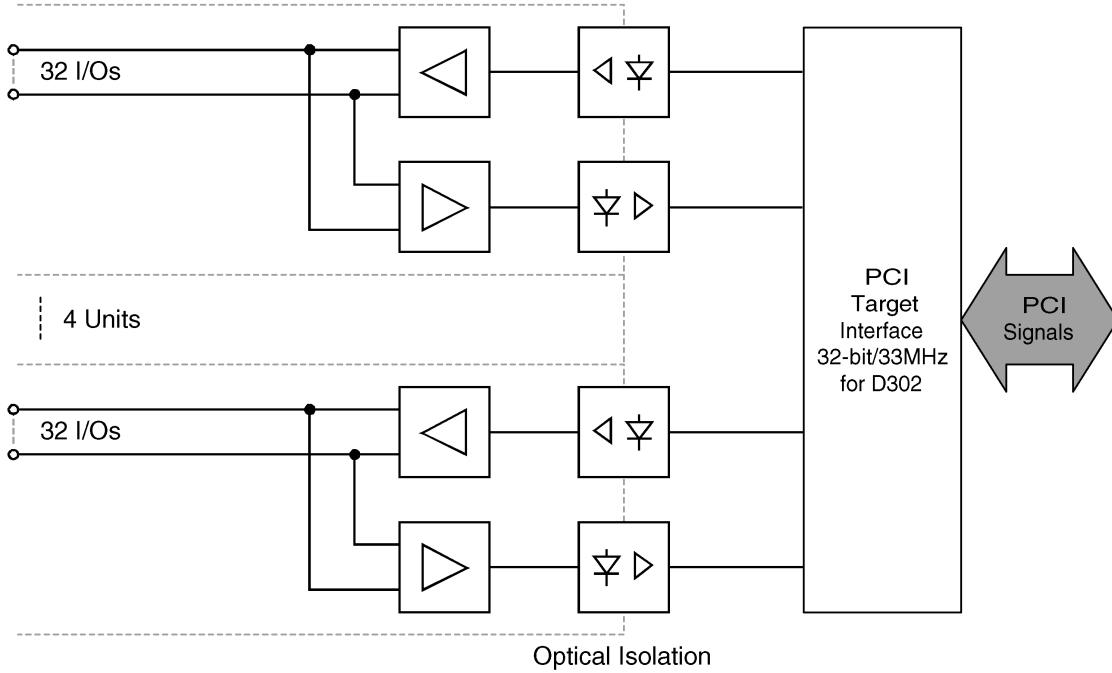 32 I/Os
4 Units
32 I/Os
Optical Isolation
PCI
Target
Interface
32-bit/33MHz
for D302
PCI
Signals